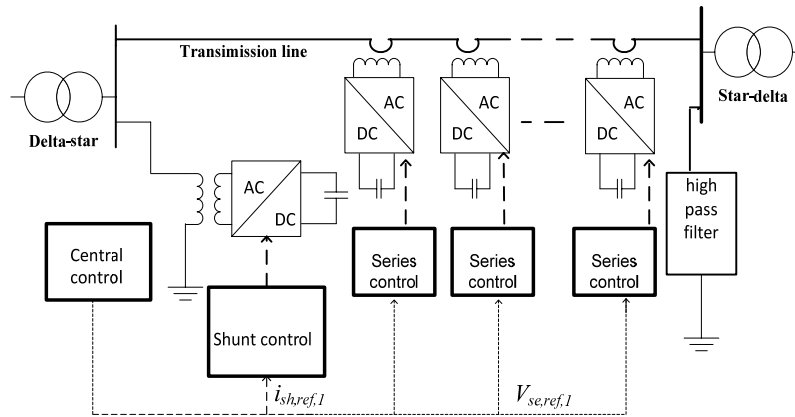 Transimission line
Delta-star
Star-delta
AC
DC
AC
DC
AC
DC
AC
DC
high
pass
filter
Central
control
Shunt control
Series
control
Series
control
Series
control
i_sh,ref,1
V_se,ref,1